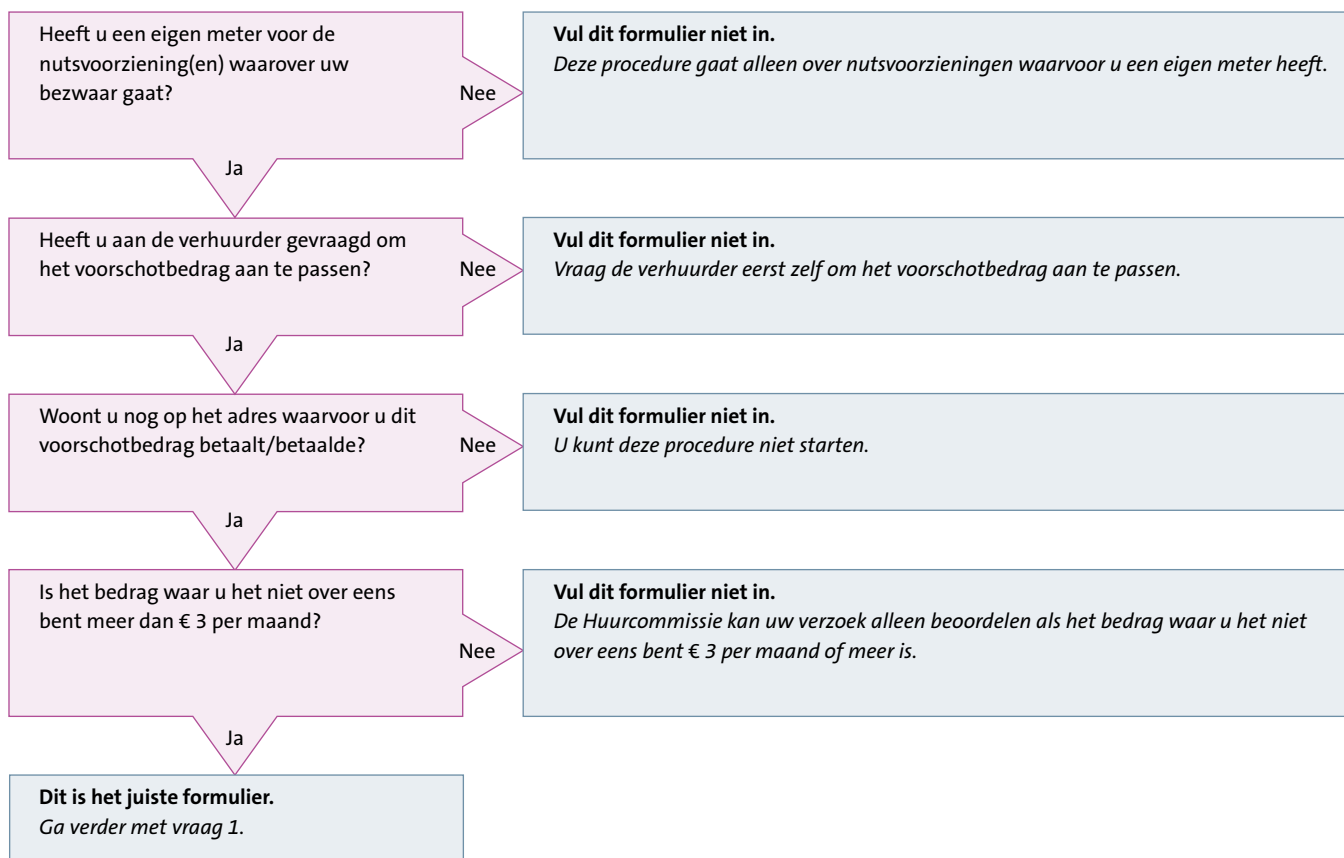 Heeft u een eigen meter voor de
nutsvoorziening(en) waarover uw
bezwaar gaat?
Nee
Vul dit formulier niet in.
Deze procedure gaat alleen over nutsvoorzieningen waarvoor u een eigen meter heeft.
Ja
Heeft u aan de verhuurder gevraagd om
het voorschotbedrag aan te passen?
Nee
Vul dit formulier niet in.
Vraag de verhuurder eerst zelf om het voorschotbedrag aan te passen.
Ja
Woont u nog op het adres waarvoor u dit
voorschotbedrag betaalt/betaalde?
Nee
Vul dit formulier niet in.
U kunt deze procedure niet starten.
Ja
Is het bedrag waar u het niet over eens
bent meer dan € 3 per maand?
Nee
Vul dit formulier niet in.
De Huurcommissie kan uw verzoek alleen beoordelen als het bedrag waar u het niet
over eens bent € 3 per maand of meer is.
Ja
Dit is het juiste formulier.
Ga verder met vraag 1.